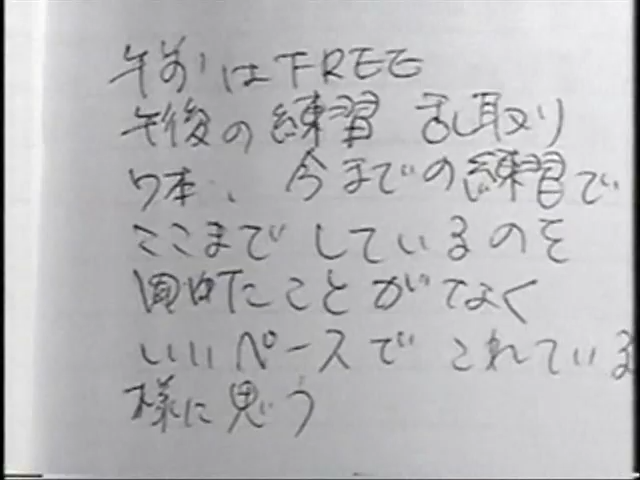 午前はFREE
午後の練習 乱取り
7本、今までの練習で
ここまでしているのを
見たことがなく
いいペースでこれている
様に思う